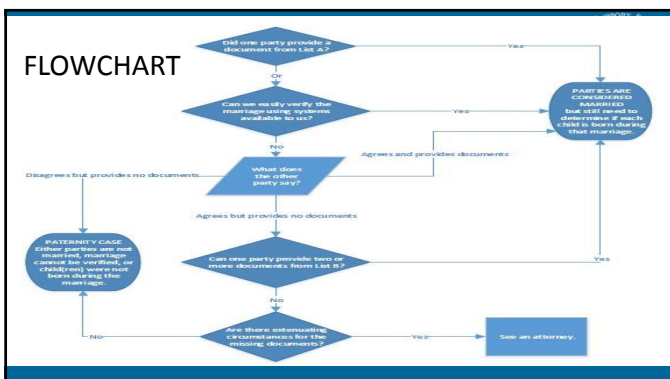 FLOWCHART
Did one party provide a
document from List A?
Yes
Or
Can we easily verify the
marriage using systems
available to us?
Yes
PARTIES ARE
CONSIDERED
MARRIED
but still need to
determine if each
child is born during
that marriage.
No
Agrees and provides documents
What does
the other
party say?
Disagrees but provides no documents
Agrees but provides no documents
PATERNITY CASE
Either parties are not
married, marriage
cannot be verified, or
child(ren) were not
born during the
marriage.
Can one party provide two or
more documents from List B?
Yes
No
Are there extenuating
circumstances for the
missing documents?
No
Yes
See an attorney.